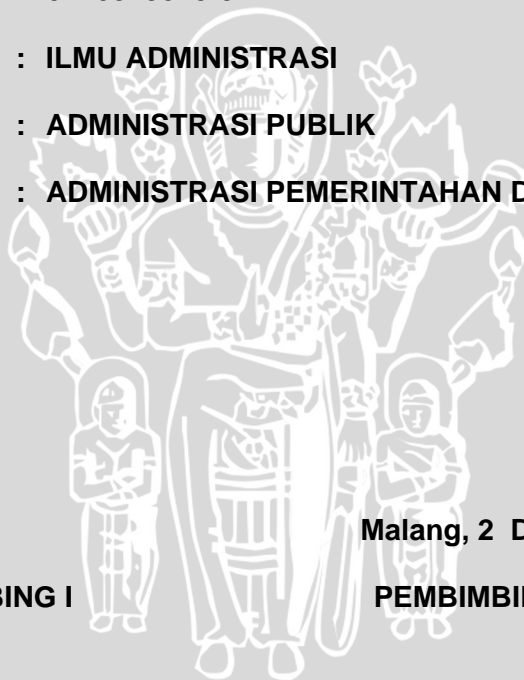 : ILMU ADMINISTRASI
: ADMINISTRASI PUBLIK
: ADMINISTRASI PEMERINTAHAN D
Malang, 2 D
BING I PEMBIMBI